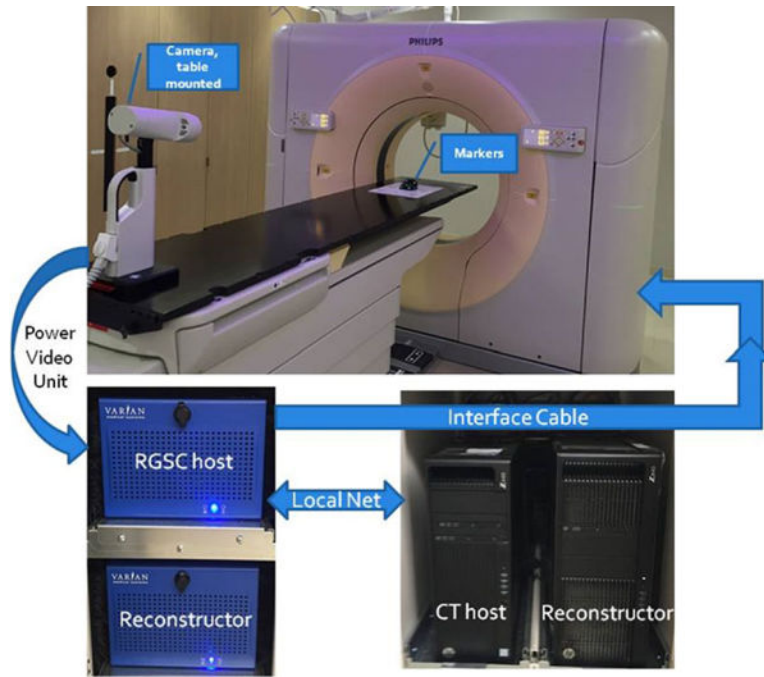 Camera,
table
mounted
PHILIPS
Markers
Power
Video
Unit
VARIAN
Interface Cable
RGSC host
Local Net
VARIAN
Reconstructor
CT host
Reconstructor